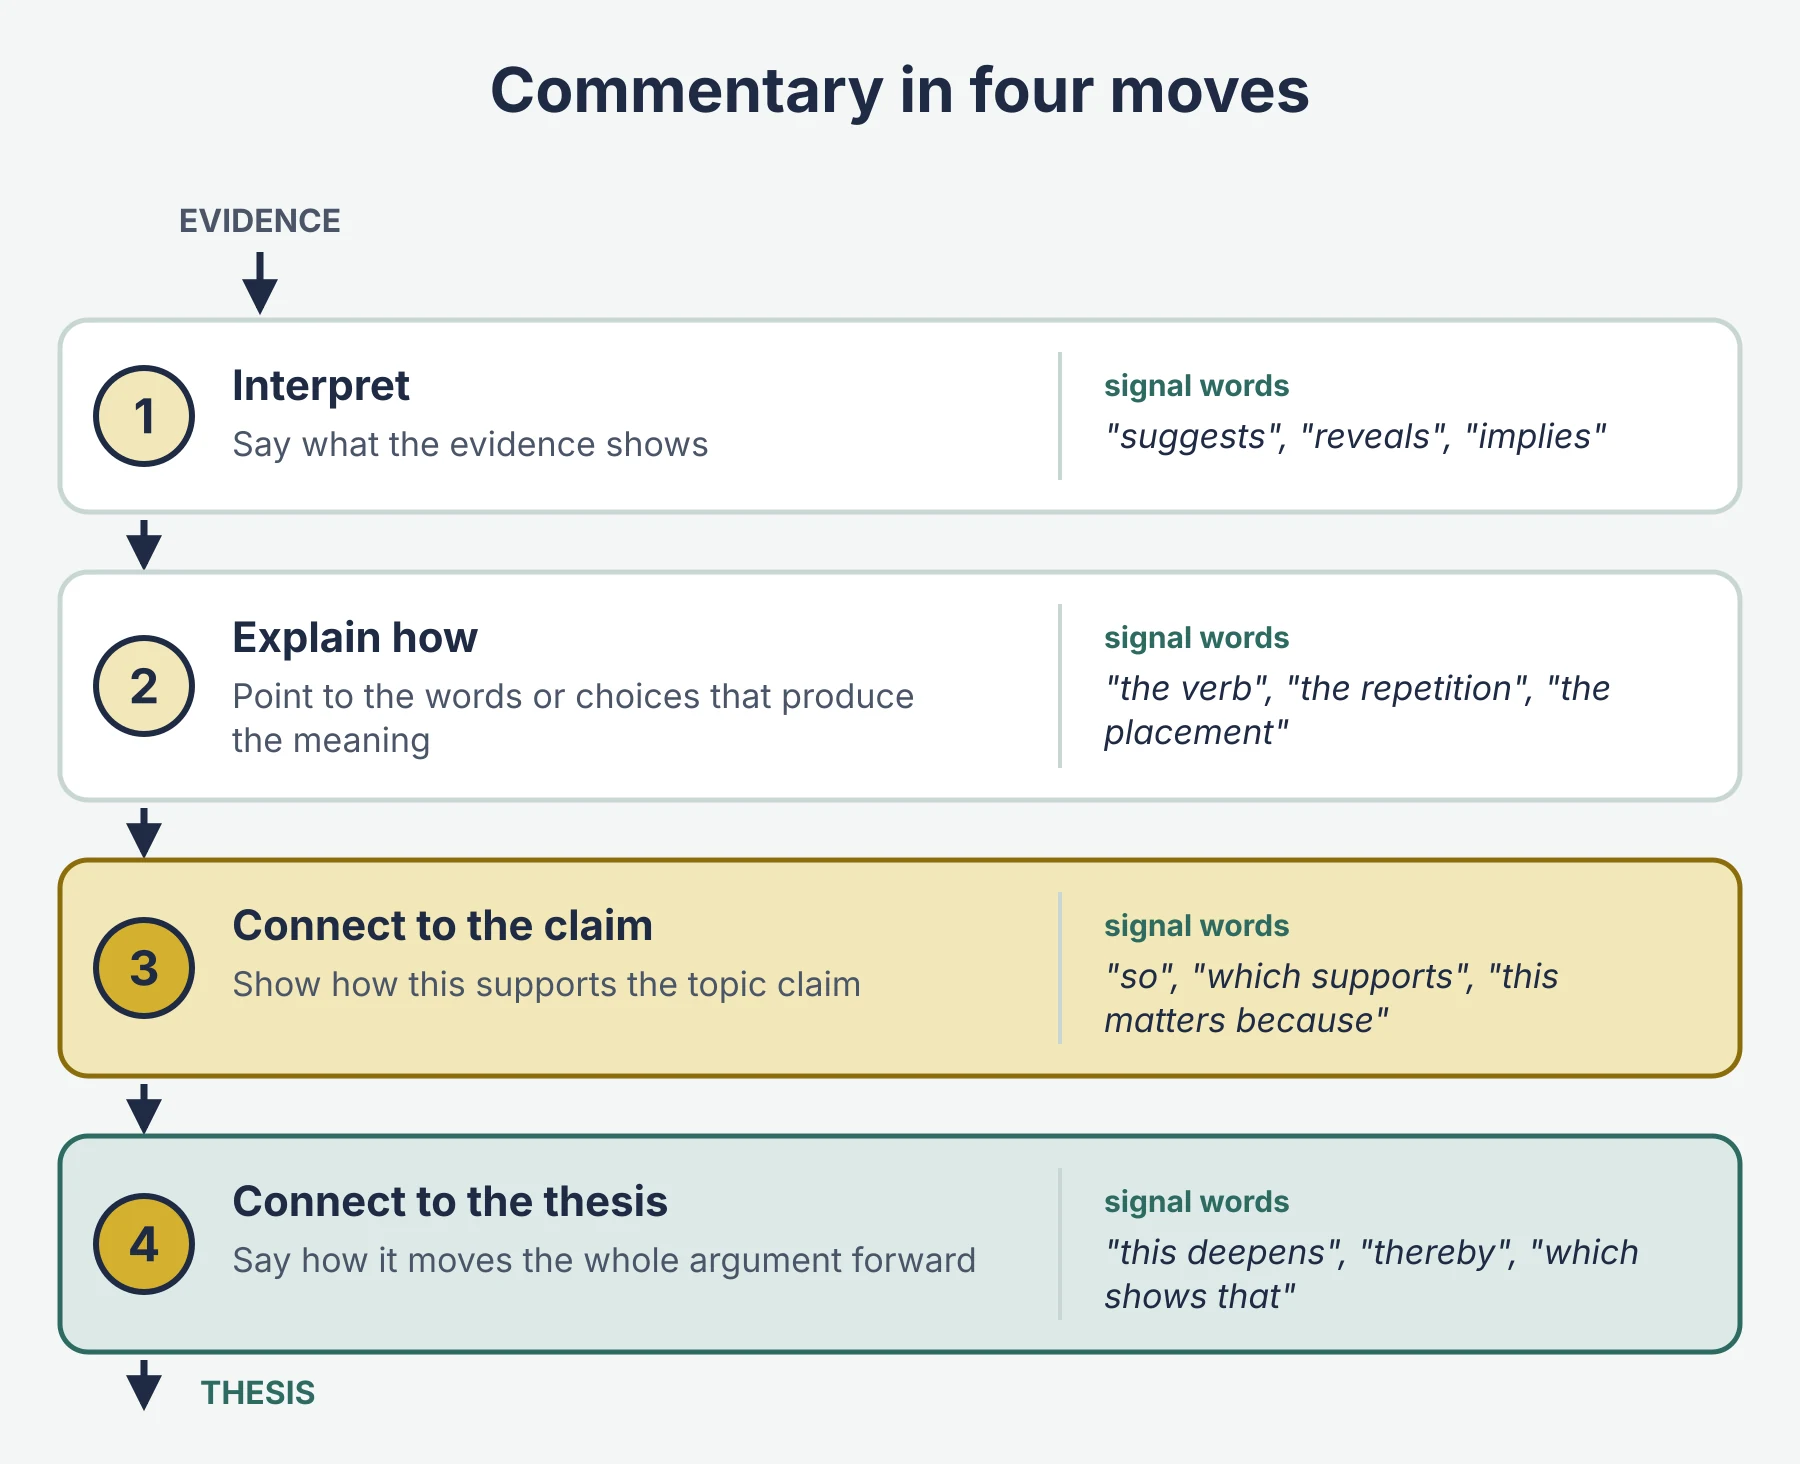 Commentary in four moves
EVIDENCE
1
Interpret
Say what the evidence shows
signal words
"suggests", "reveals", "implies"
2
Explain how
Point to the words or choices that produce
the meaning
signal words
"the verb", "the repetition", "the
placement"
3
Connect to the claim
Show how this supports the topic claim
signal words
"so", "which supports", "this
matters because"
4
Connect to the thesis
Say how it moves the whole argument forward
signal words
"this deepens", "thereby", "which
shows that"
THESIS